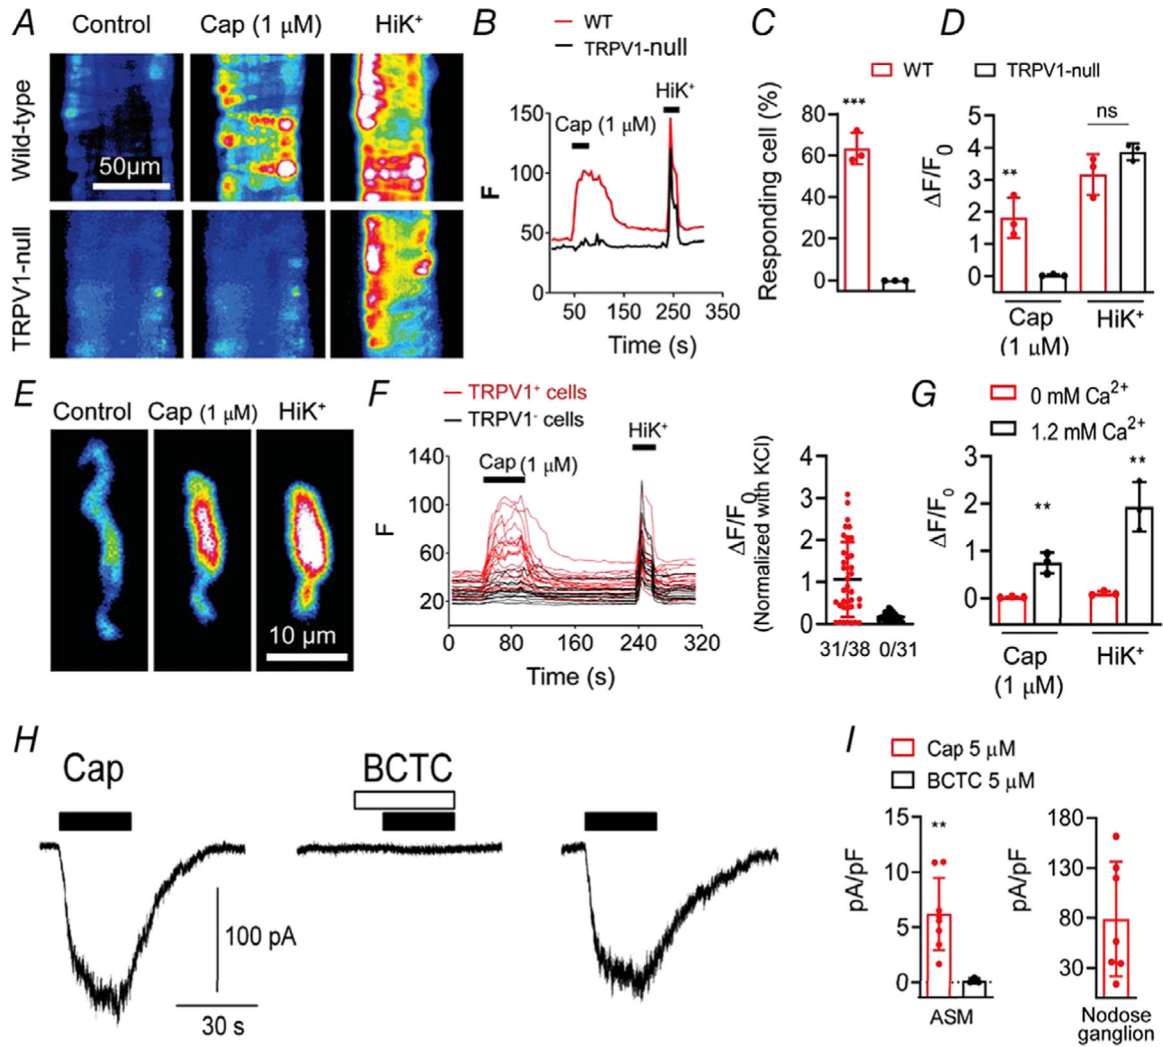 A
Control
Cap (1 μM)
HiK⁺
Wild-type
50μm
TRPV1-null
B
WT
TRPV1-null
HiK⁺
Cap (1 μM)
F
150
100
50
0
50
150
250
350
Time (s)
C
D
WT
TRPV1-null
Responding cell (%)
80
60
40
20
0
***
ΔF/F₀
5
4
3
2
1
0
**
ns
Cap
(1 μM)
HiK⁺
E
Control
Cap (1 μM)
HiK⁺
10 μm
F
TRPV1⁺ cells
TRPV1⁻ cells
HiK⁺
Cap (1 μM)
F
140
100
60
20
0
80
160
240
312
Time (s)
ΔF/F₀
(Normalized with KCl)
4
3
2
1
0
31/38
0/31
G
0 mM Ca²⁺
1.2 mM Ca²⁺
ΔF/F₀
3
2
1
0
**
**
Cap
(1 μM)
HiK⁺
H
Cap
BCTC
100 pA
30 s
I
Cap 5 μM
BCTC 5 μM
pA/pF
15
10
5
0
**
ASM
pA/pF
180
130
80
30
Nodose
ganglion